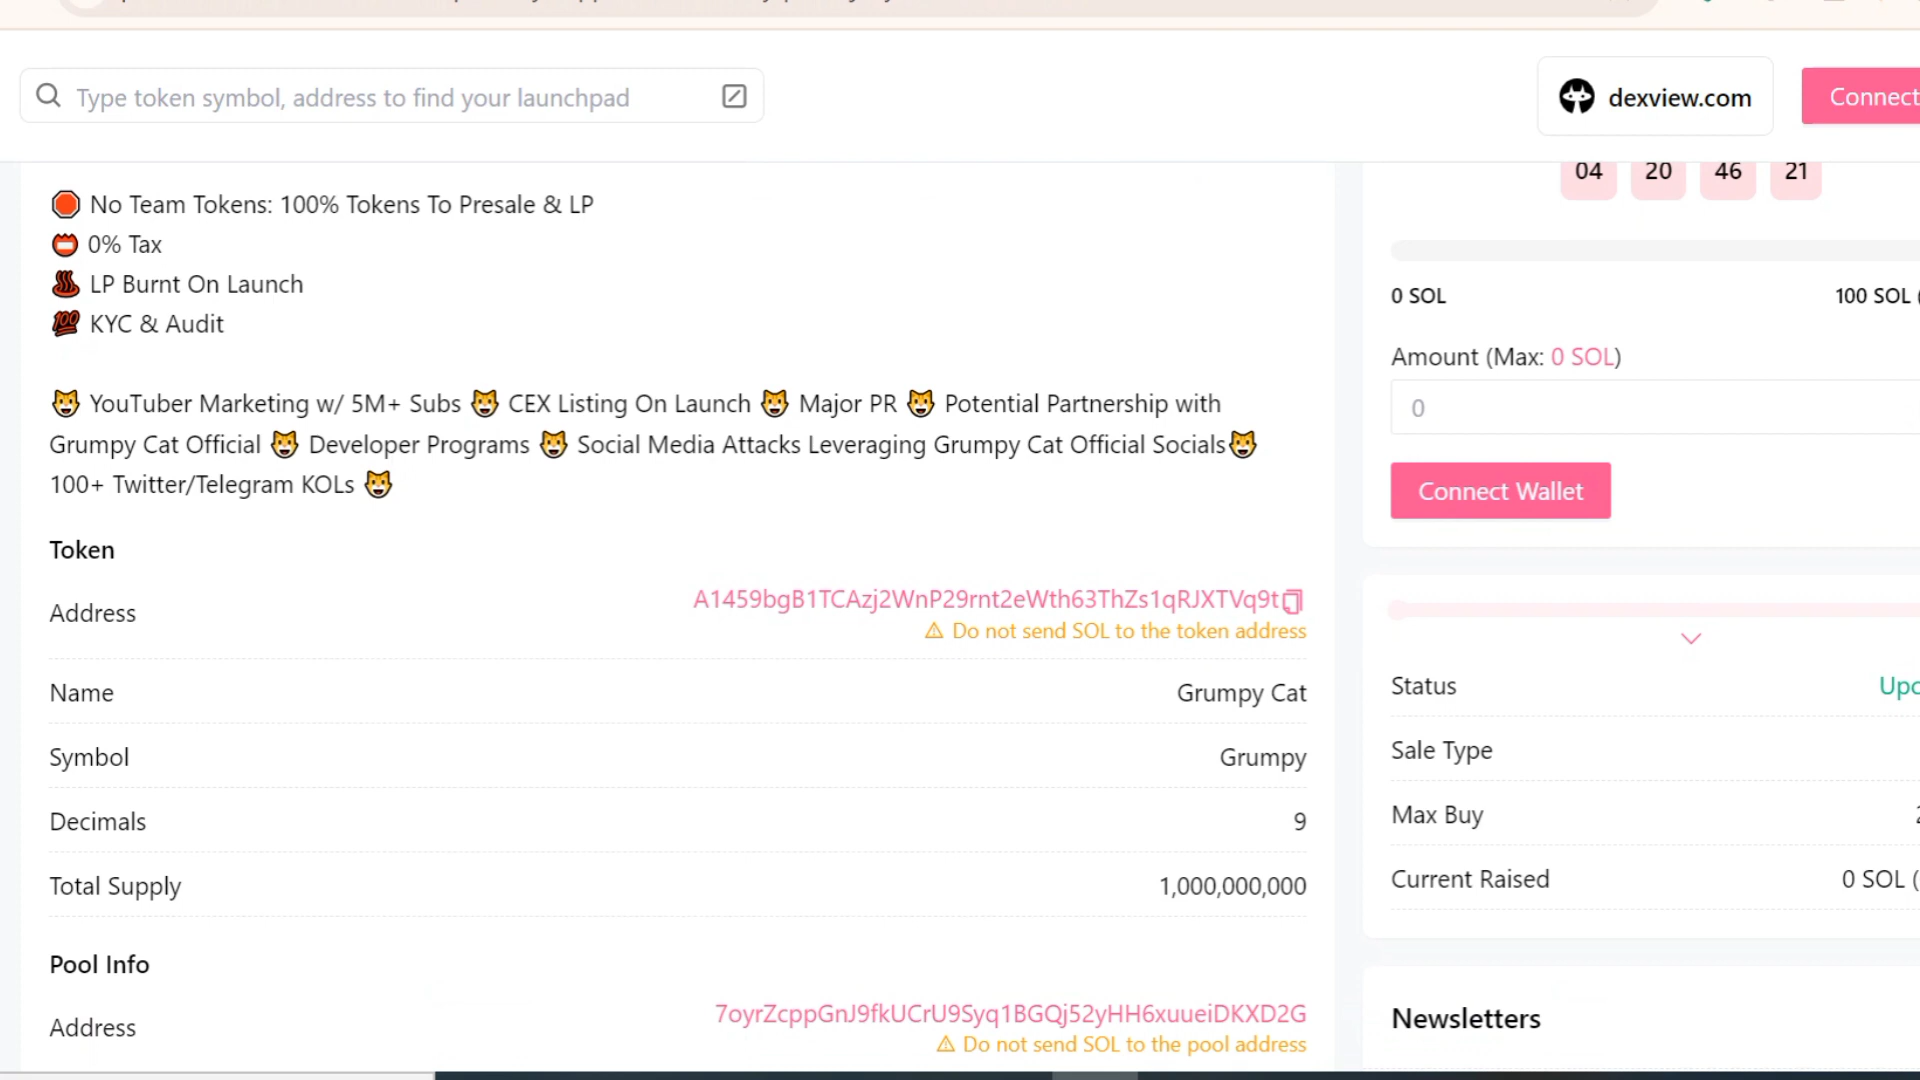 Type token symbol, address to find your launchpad
dexview.com
Connect
No Team Tokens: 100% Tokens To Presale & LP
0% Tax
LP Burnt On Launch
KYC & Audit
YouTuber Marketing w/ 5M+ Subs 😺 CEX Listing On Launch 😺 Major PR 😺 Potential Partnership with
Grumpy Cat Official 😺 Developer Programs 😺 Social Media Attacks Leveraging Grumpy Cat Official Socials😺
100+ Twitter/Telegram KOLs 😺
Token
Address
A1459bgB1TCAzj2WnP29rnt2eWth63ThZs1qRJXTVq9t
Do not send SOL to the token address
Name Grumpy Cat
Symbol Grumpy
Decimals 9
Total Supply 1,000,000,000
Pool Info
Address
7oyrZcppGnJ9fkUCrU9Syq1BGQj52yHH6xuueiDKXD2G
Do not send SOL to the pool address
04 20 46 21
0 SOL 100 SOL (
Amount (Max: 0 SOL)
0
Connect Wallet
Status
Sale Type
Max Buy
Current Raised 0 SOL (
Newsletters